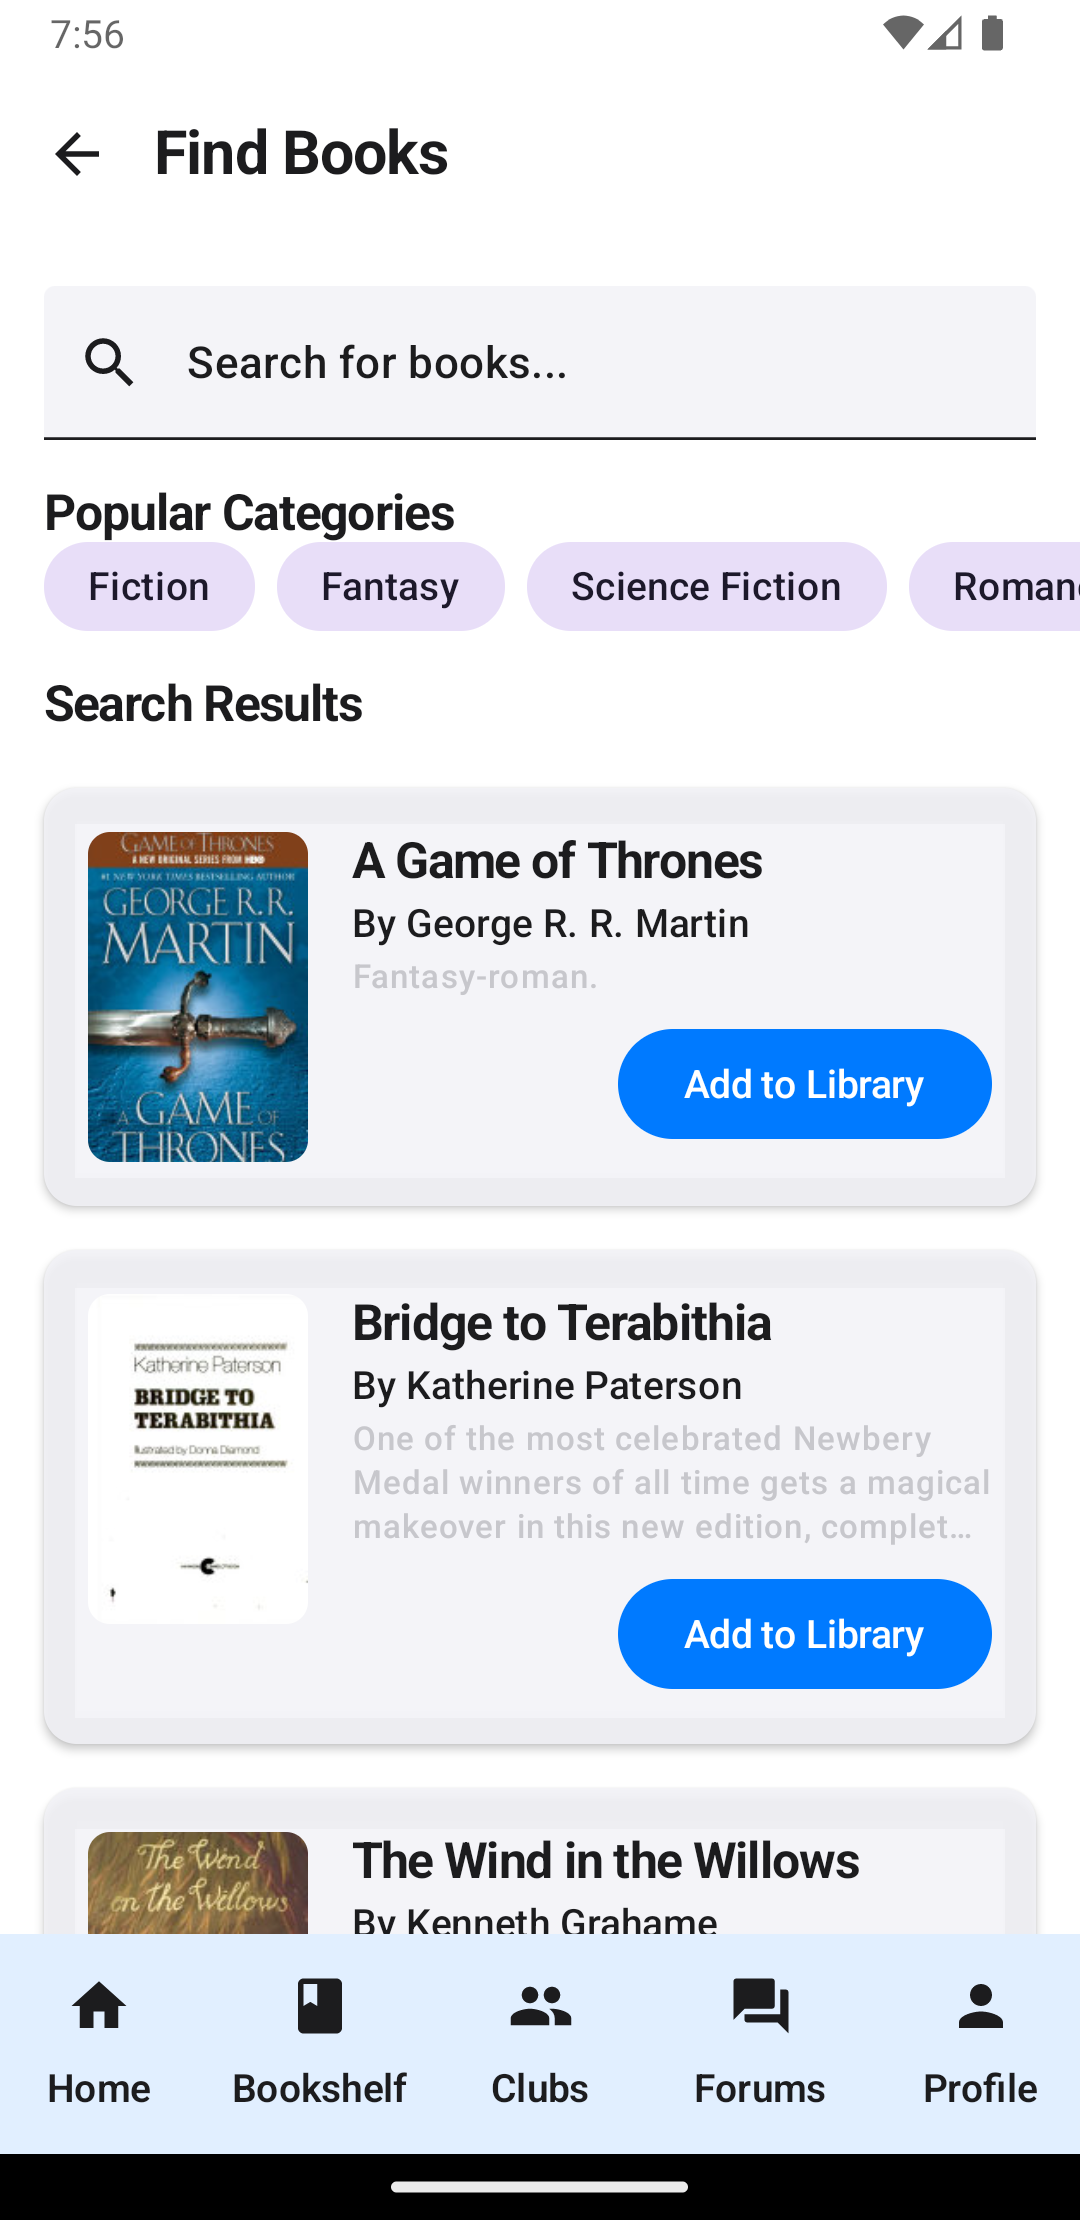 7:56
Find Books
Search for books...
Popular Categories
Fiction
Fantasy
Science Fiction
Roman
Search Results
GAME OF THRONES
A NEW ORIGINAL SERIES FROM HBO
#1 NEW YORK TIMES BESTSELLING AUTHOR
GEORGE R.R.
MARTIN
A GAME OF
THRONES
A Game of Thrones
By George R. R. Martin
Fantasy-roman.
Add to Library
Katherine Paterson
BRIDGE TO
TERABITHIA
Illustrated by Donna Diamond
Bridge to Terabithia
By Katherine Paterson
One of the most celebrated Newbery
Medal winners of all time gets a magical
makeover in this new edition, complet…
Add to Library
The Wind
in the Willows
The Wind in the Willows
By Kenneth Grahame
Home
Bookshelf
Clubs
Forums
Profile